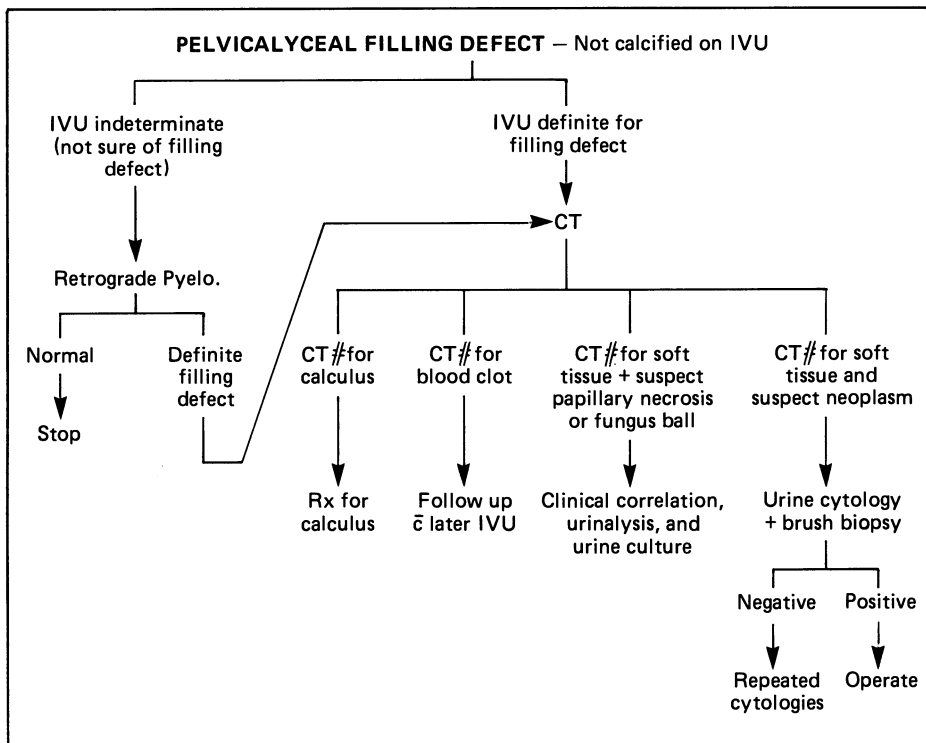 PELVICALYCEAL FILLING DEFECT – Not calcified on IVU
IVU indeterminate
(not sure of filling
defect)
IVU definite for
filling defect
CT
Retrograde Pyelo.
Normal
Stop
Definite
filling
defect
CT# for
calculus
Rx for
calculus
CT# for
blood clot
Follow up
c̄ later IVU
CT# for soft
tissue + suspect
papillary necrosis
or fungus ball
Clinical correlation,
urinalysis, and
urine culture
CT# for soft
tissue and
suspect neoplasm
Urine cytology
+ brush biopsy
Negative
Repeated
cytologies
Positive
Operate